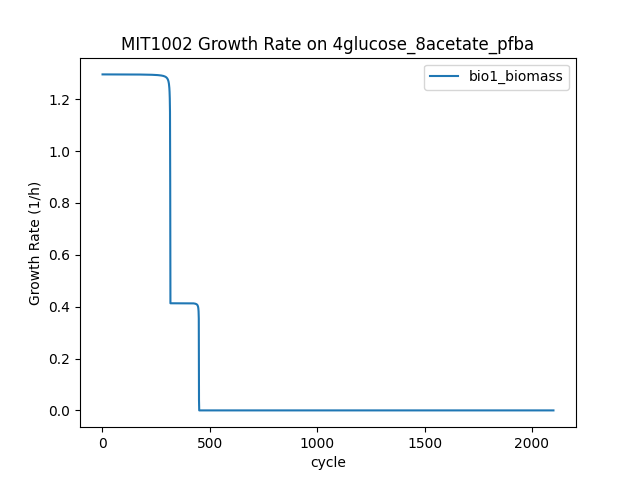 MIT1002 Growth Rate on 4glucose_8acetate_pfba
bio1_biomass
Growth Rate (1/h)
1.2
1.0
0.8
0.6
0.4
0.2
0.0
0 500 1000 1500 2000
cycle